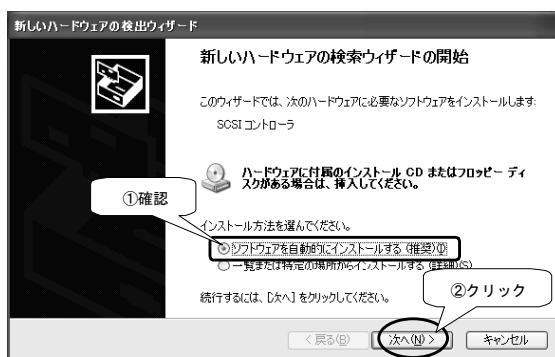 新しいハードウェアの検出ウィザード
新しいハードウェアの検索ウィザードの開始
このウィザードでは、次のハードウェアに必要なソフトウェアをインストールします:
SCSI コントローラ
ハードウェアに付属のインストール CD またはフロッピー ディ
スクがある場合は、挿入してください。
①確認
インストール方法を選んでください。
ソフトウェアを自動的にインストールする (推奨)(I)
一覧または特定の場所からインストールする (詳細)(S)
続行するには、[次へ] をクリックしてください。
②クリック
< 戻る(B)
次へ(N) >
キャンセル